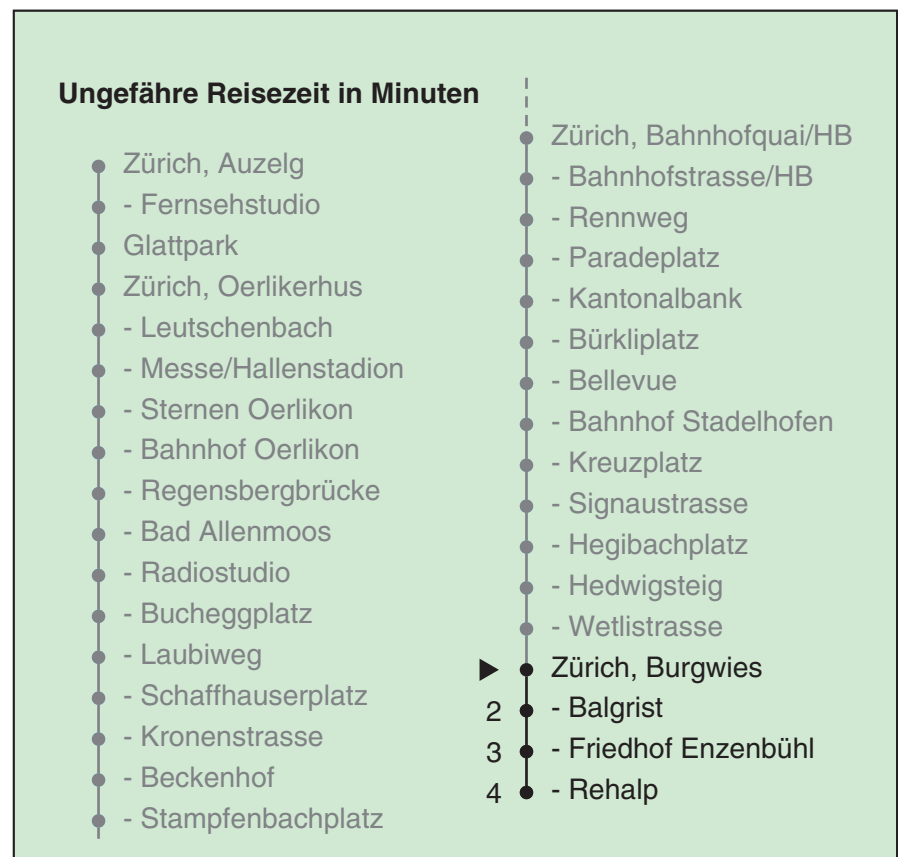 Ungefähre Reisezeit in Minuten
Zürich, Auzelg
- Fernsehstudio
Glattpark
Zürich, Oerlikerhus
- Leutschenbach
- Messe/Hallenstadion
- Sternen Oerlikon
- Bahnhof Oerlikon
- Regensbergbrücke
- Bad Allenmoos
- Radiostudio
- Bucheggplatz
- Laubiweg
- Schaffhauserplatz
- Kronenstrasse
- Beckenhof
- Stampfenbachplatz
Zürich, Bahnhofquai/HB
- Bahnhofstrasse/HB
- Rennweg
- Paradeplatz
- Kantonalbank
- Bürkliplatz
- Bellevue
- Bahnhof Stadelhofen
- Kreuzplatz
- Signaustrasse
- Hegibachplatz
- Hedwigsteig
- Wetlistrasse
Zürich, Burgwies
2 - Balgrist
3 - Friedhof Enzenbühl
4 - Rehalp